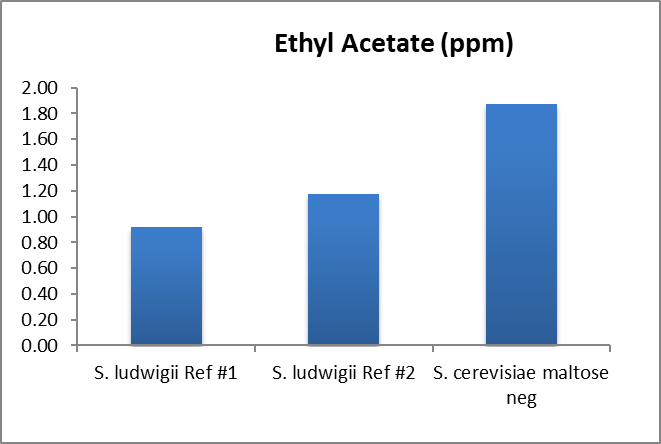 Ethyl Acetate (ppm)
2.00
1.80
1.60
1.40
1.20
1.00
0.80
0.60
0.40
0.20
0.00
S. ludwigii Ref #1
S. ludwigii Ref #2
S. cerevisiae maltose
neg